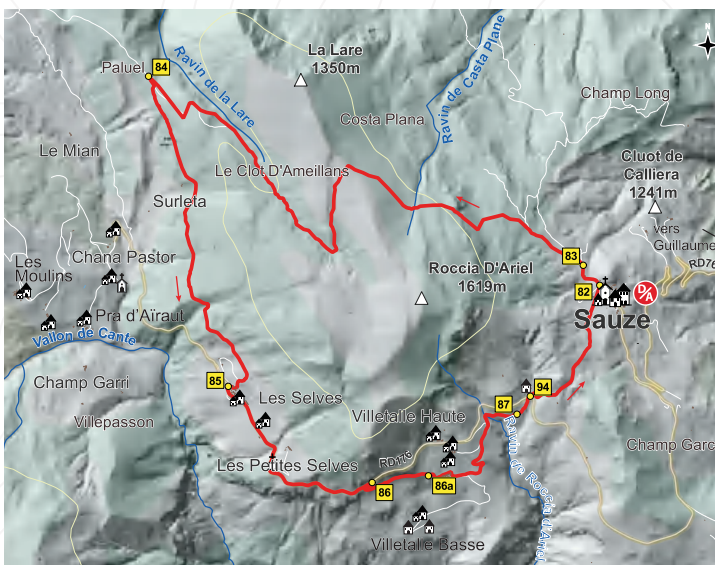 Paluel
84
Ravin de la Lare
La Lare
1350m
Ravin de Casta Plane
N
Costa Plana
Champ Long
Le Mian
Le Clot D'Ameillans
Cluot de
Calliera
1241m
Surleta
vers
Guillaume
RD76
83
Chana Pastor
Les
Moulins
Roccia D'Ariel
1619m
82
D/A
Sauze
Pra d'Aïraut
Vallon de Cante
85
Champ Garri
Les Selves
94
87
Villepasson
Villetalle Haute
Ravin de Roccia d'Ariel
Champ Garc
Les Petites Selves
RD176
86
86a
Villetalle Basse